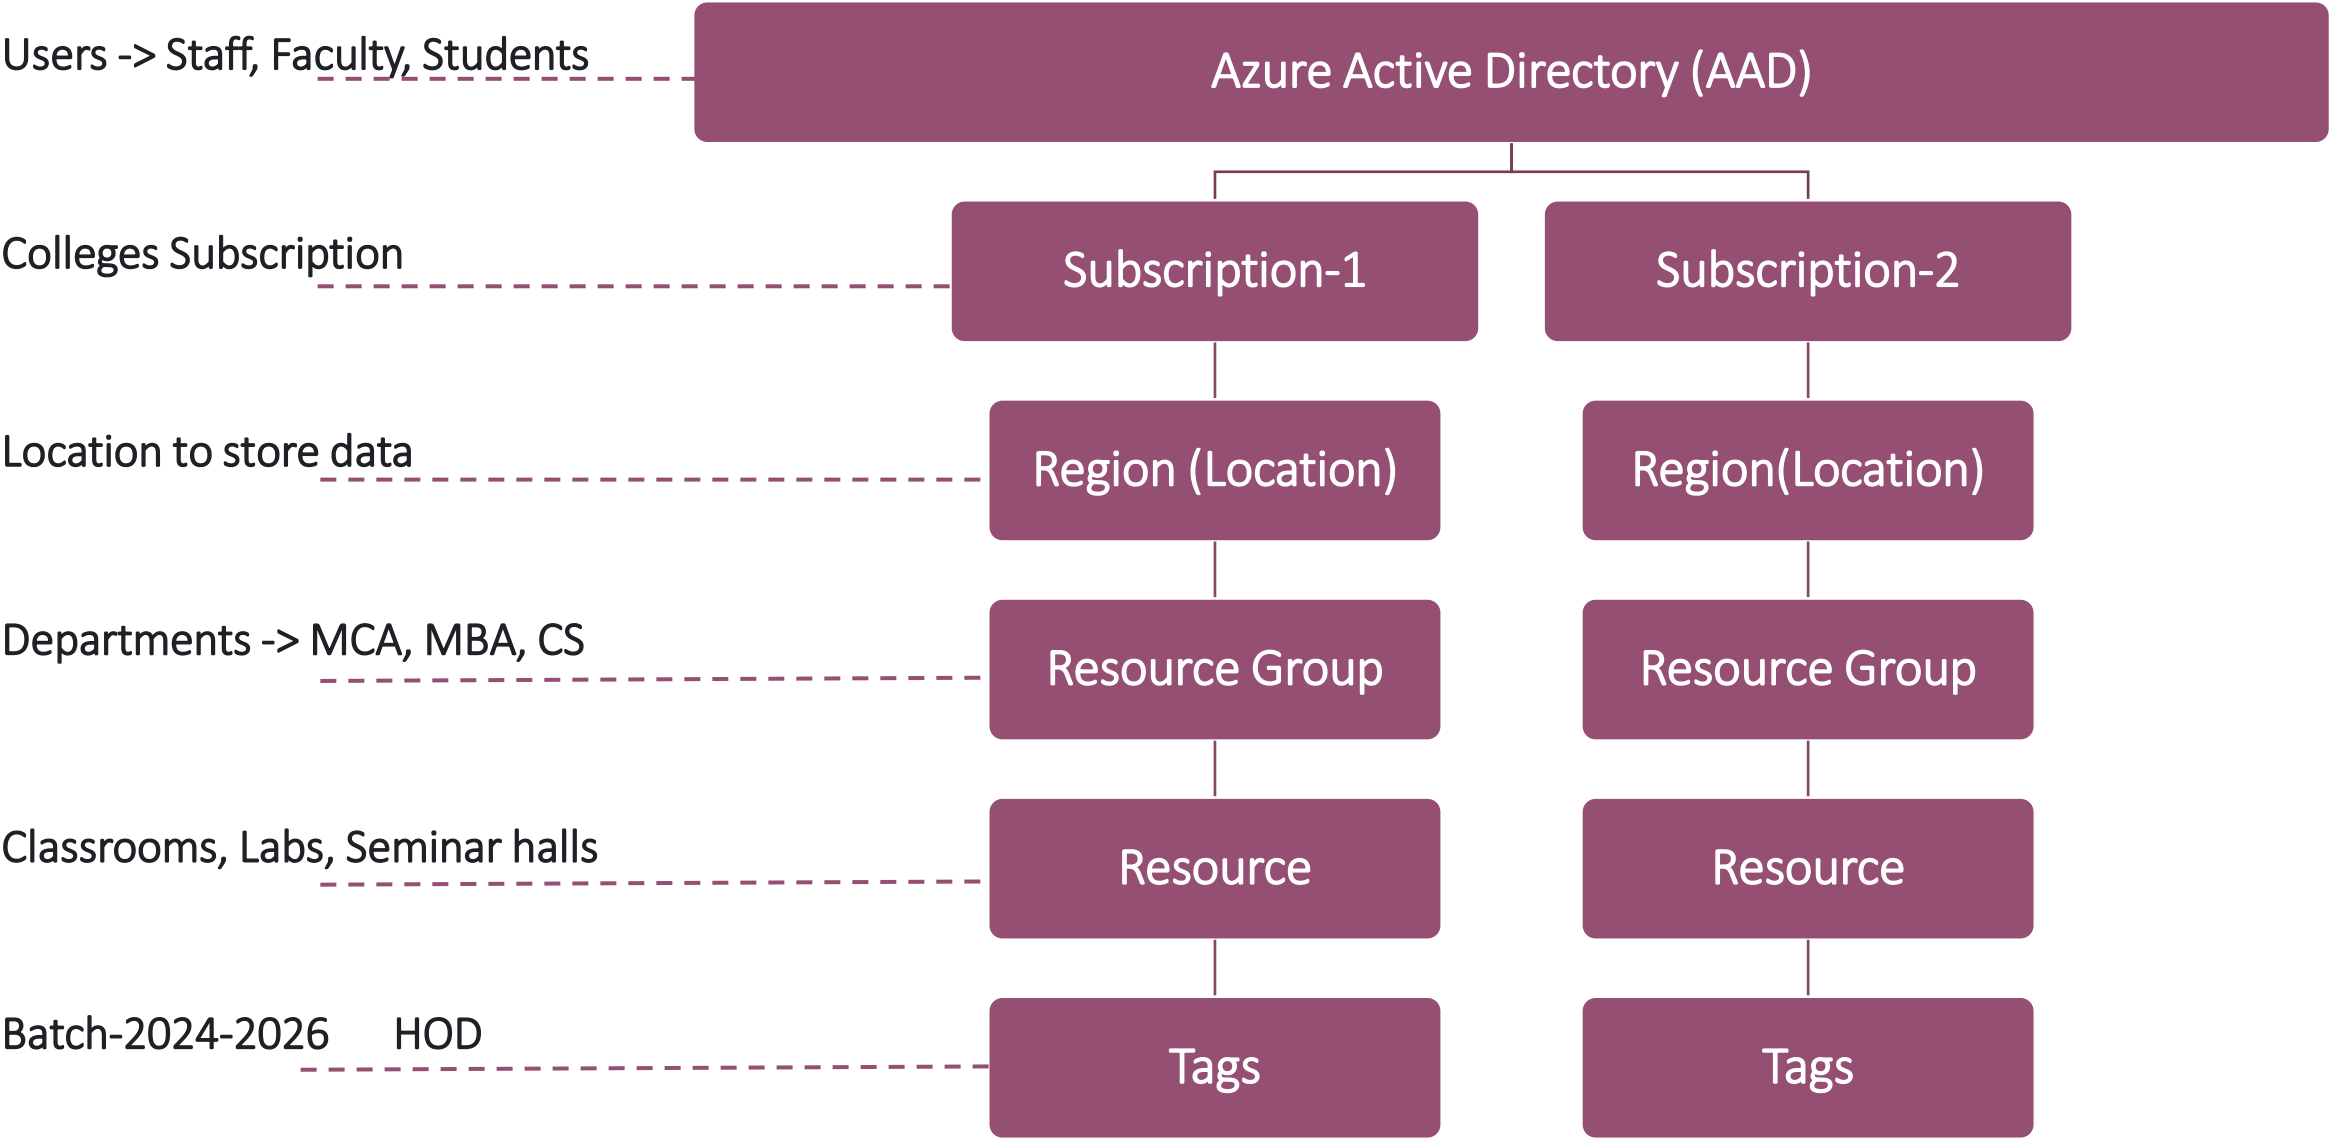 Users -> Staff, Faculty, Students
Azure Active Directory (AAD)
Colleges Subscription
Subscription-1
Subscription-2
Location to store data
Region (Location)
Region(Location)
Departments -> MCA, MBA, CS
Resource Group
Resource Group
Classrooms, Labs, Seminar halls
Resource
Resource
Batch-2024-2026 HOD
Tags
Tags